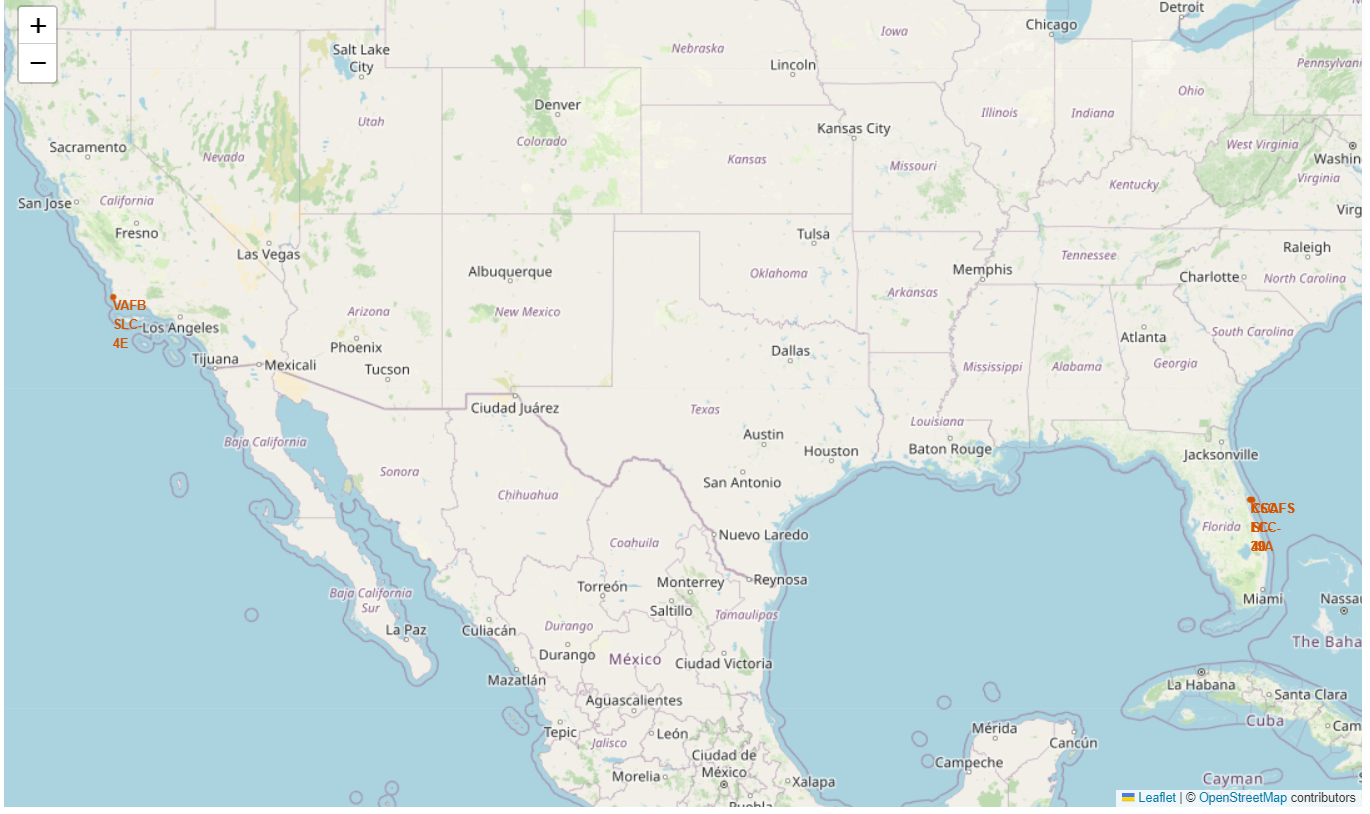 +
−
Detroit
Chicago
Iowa
Nebraska
Salt Lake
City
Lincoln
Pennsylvani
Ohio
Denver
Illinois
Indiana
Utah
Kansas City
Colorado
Sacramento
West Virginia
Nevada
Kansas
Missouri
Washin
Virginia
Kentucky
California
San Jose
Virg
Fresno
Tulsa
Raleigh
Las Vegas
Tennessee
Albuquerque
Memphis
Oklahoma
Charlotte
North Carolina
Arkansas
VAFB
SLC-
4E
Arizona
New Mexico
Los Angeles
South Carolina
Atlanta
Phoenix
Dallas
Tijuana
Mexicali
Tucson
Mississippi
Alabama
Georgia
Ciudad Juárez
Texas
Louisiana
Austin
Baja California
Houston
Baton Rouge
Jacksonville
Sonora
San Antonio
Chihuahua
Florida
Nuevo Laredo
Coahuila
Torreón
Monterrey
Reynosa
Baja California
Sur
Saltillo
Tamaulipas
Miami
Nassau
La Paz
Culiacán
Durango
The Baha
Durango
México
Ciudad Victoria
Mazatlán
La Habana
Santa Clara
Aguascalientes
Cuba
Cam
Tepic
León
Mérida
Jalisco
Cancún
Ciudad de
México
Campeche
Morelia
Xalapa
Cayman
Puebla
Leaflet | © OpenStreetMap contributors